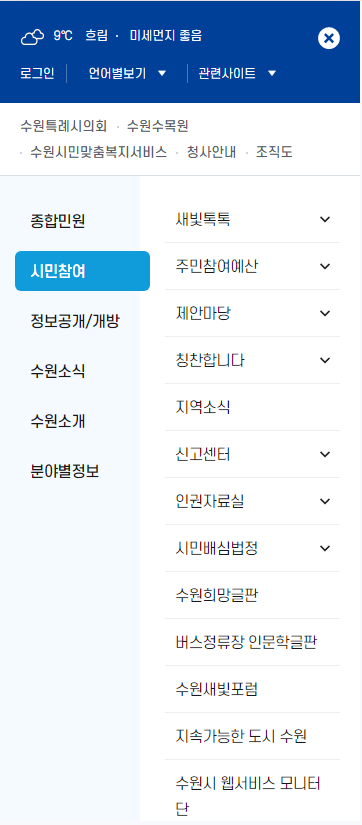 9℃ 흐림 · 미세먼지 좋음
로그인 언어별보기 관련사이트
수원특례시의회 · 수원수목원
· 수원시민맞춤복지서비스 · 청사안내 · 조직도
종합민원
시민참여
정보공개/개방
수원소식
수원소개
분야별정보
새빛톡톡
주민참여예산
제안마당
칭찬합니다
지역소식
신고센터
인권자료실
시민배심법정
수원희망글판
버스정류장 인문학글판
수원새빛포럼
지속가능한 도시 수원
수원시 웹서비스 모니터
단